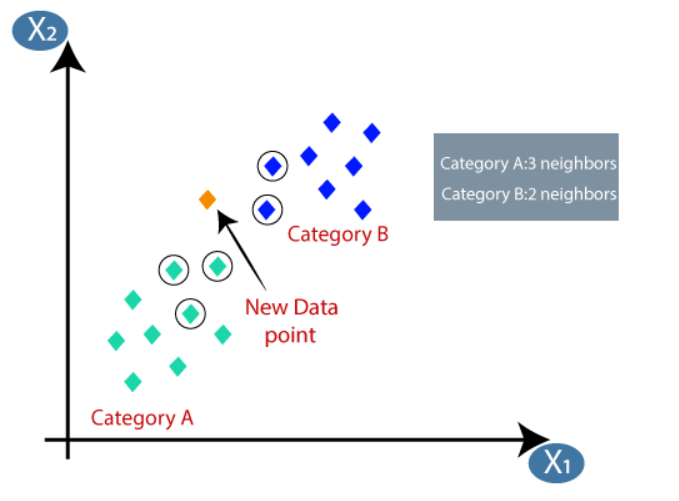 X₂
Category A:3 neighbors
Category B:2 neighbors
Category B
New Data
point
Category A
X₁